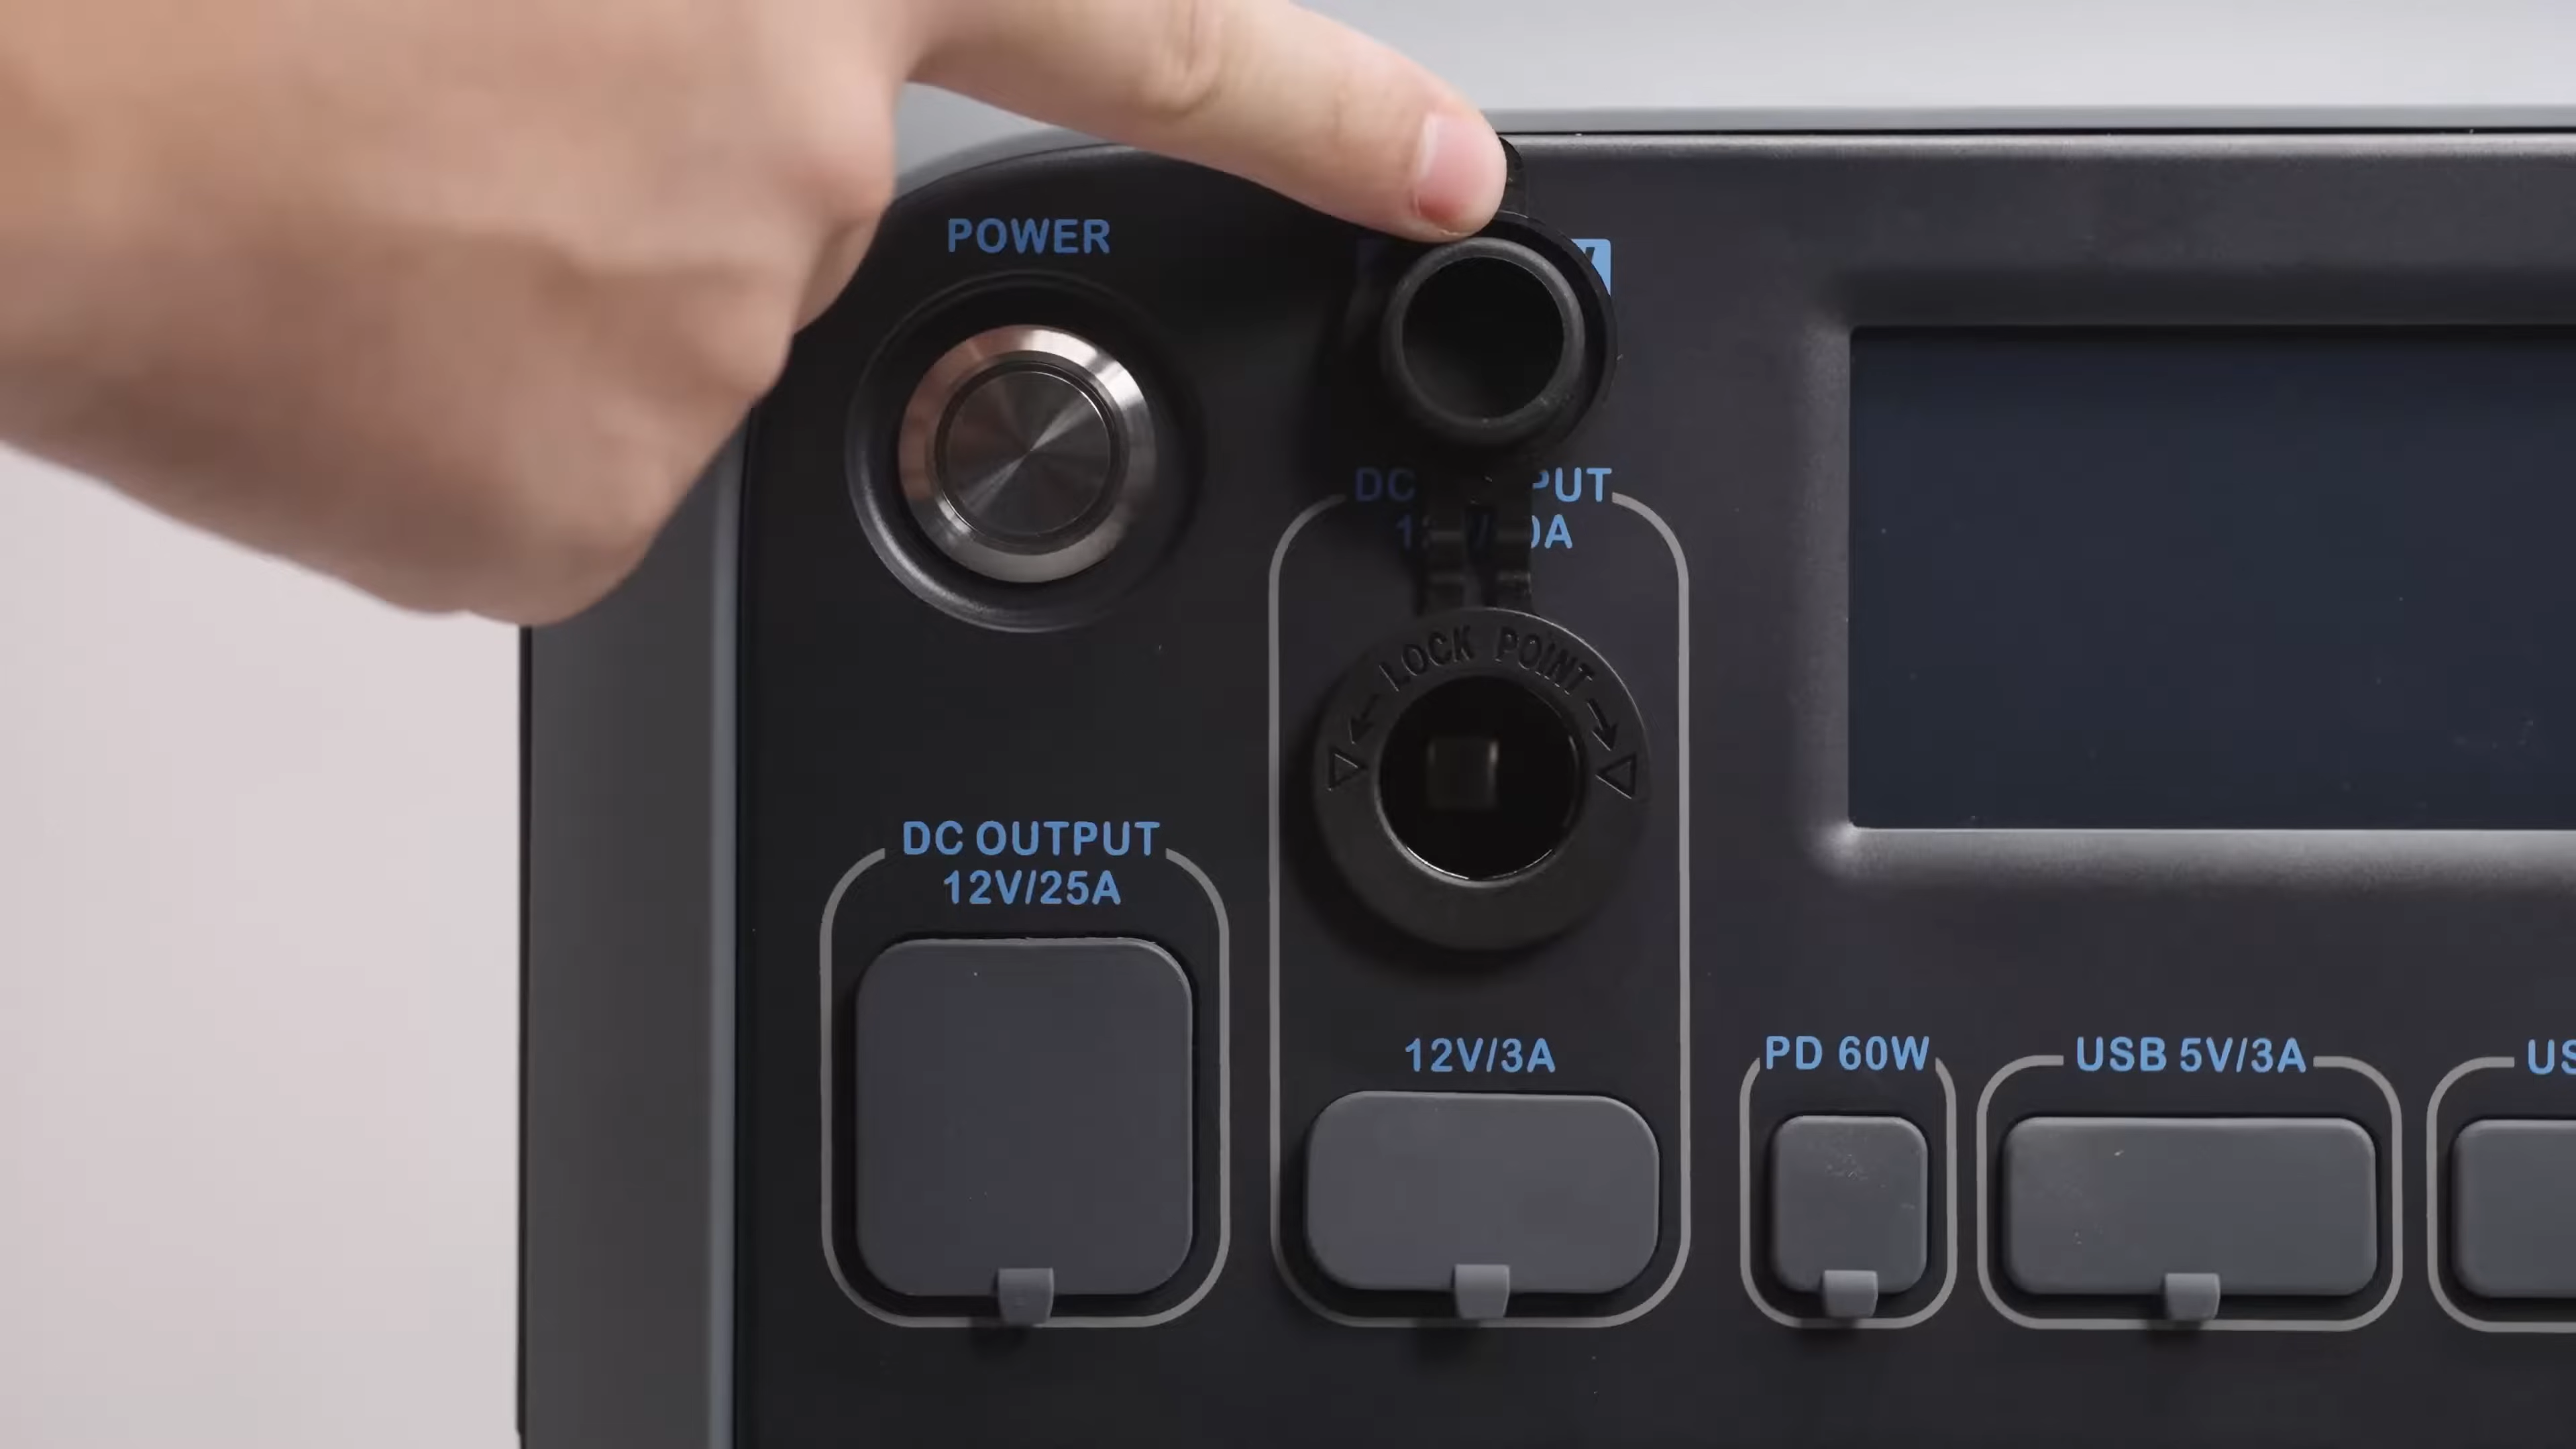 POWER
DC OUTPUT
12V/25A
LOCK POINT
12V/3A
PD 60W
USB 5V/3A